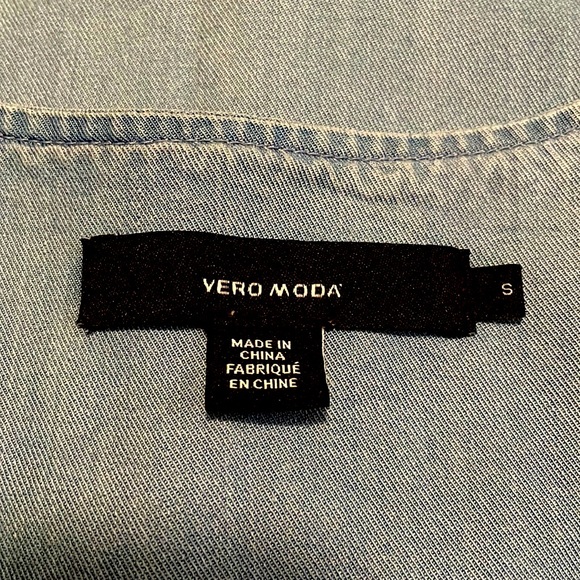 VERO MODA
S
MADE IN
CHINA
FABRIQUÉ
EN CHINE